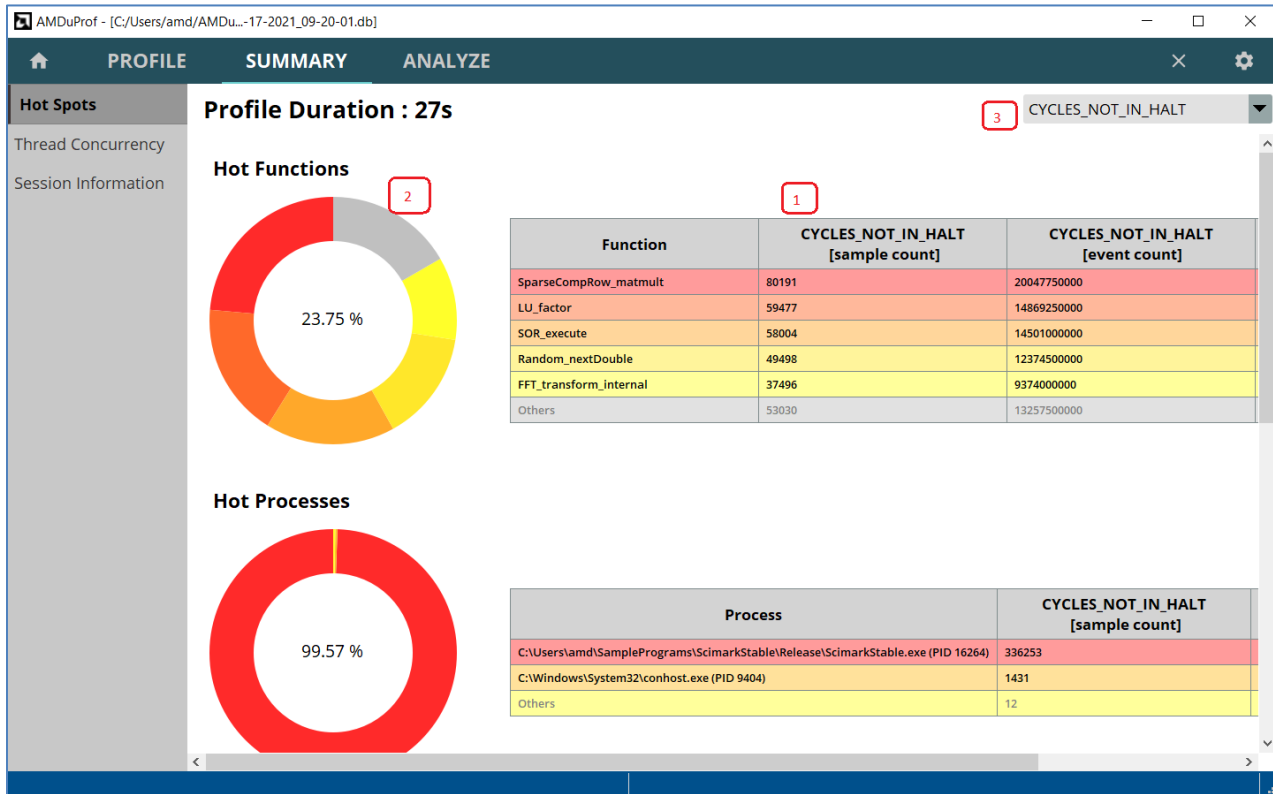 AMDuProf - [C:/Users/amd/AMDu...-17-2021_09-20-01.db]
PROFILE SUMMARY ANALYZE
Hot Spots
Thread Concurrency
Session Information
Profile Duration : 27s
3
CYCLES_NOT_IN_HALT
Hot Functions
2
23.75 %
1
Function CYCLES_NOT_IN_HALT [sample count] CYCLES_NOT_IN_HALT [event count]
SparseCompRow_matmult 80191 20047750000
LU_factor 59477 14869250000
SOR_execute 58004 14501000000
Random_nextDouble 49498 12374500000
FFT_transform_internal 37496 9374000000
Others 53030 13257500000
Hot Processes
99.57 %
Process CYCLES_NOT_IN_HALT [sample count]
C:\Users\amd\SamplePrograms\ScimarkStable\Release\ScimarkStable.exe (PID 16264) 336253
C:\Windows\System32\conhost.exe (PID 9404) 1431
Others 12